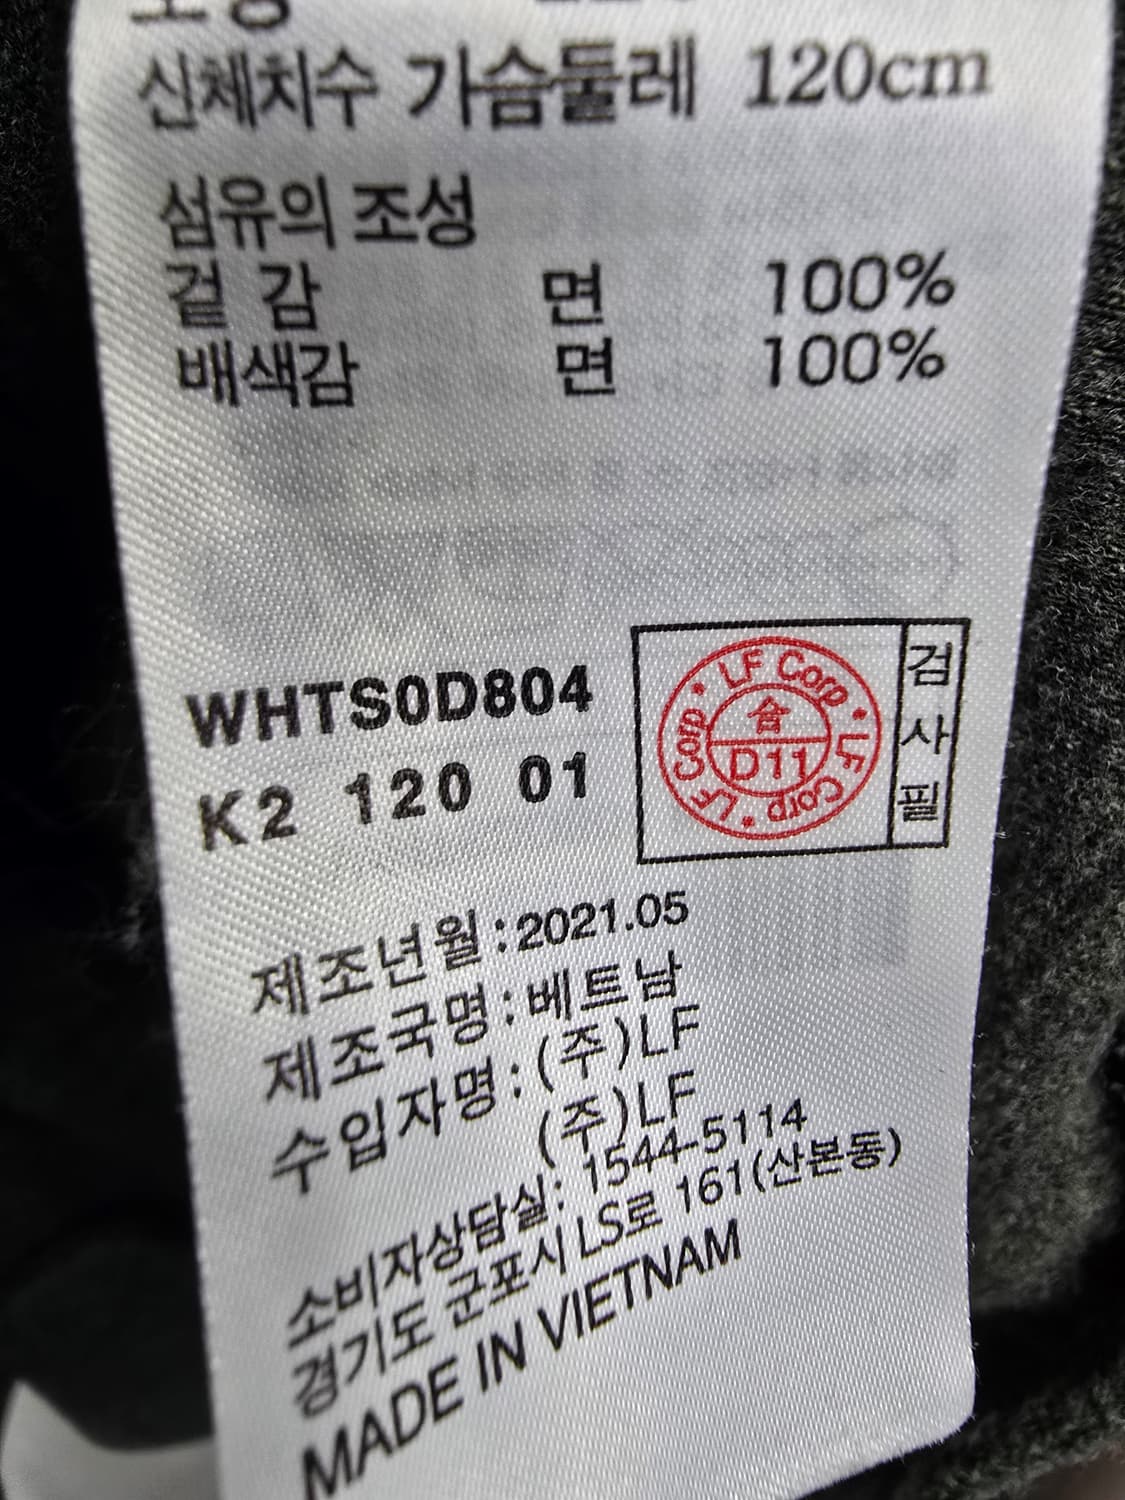 신체치수 가슴둘레 120cm
섬유의 조성
겉 감 면 100%
배색감 면 100%
WHTS0D804
K2 120 01
LF Corp * LF Corp * LF Corp *
合
D11
검사필
제조년월:2021.05
제조국명:베트남
수입자명:(주)LF
(주)LF
소비자상담실: 1544-5114
경기도 군포시 LS로 161(산본동)
MADE IN VIETNAM